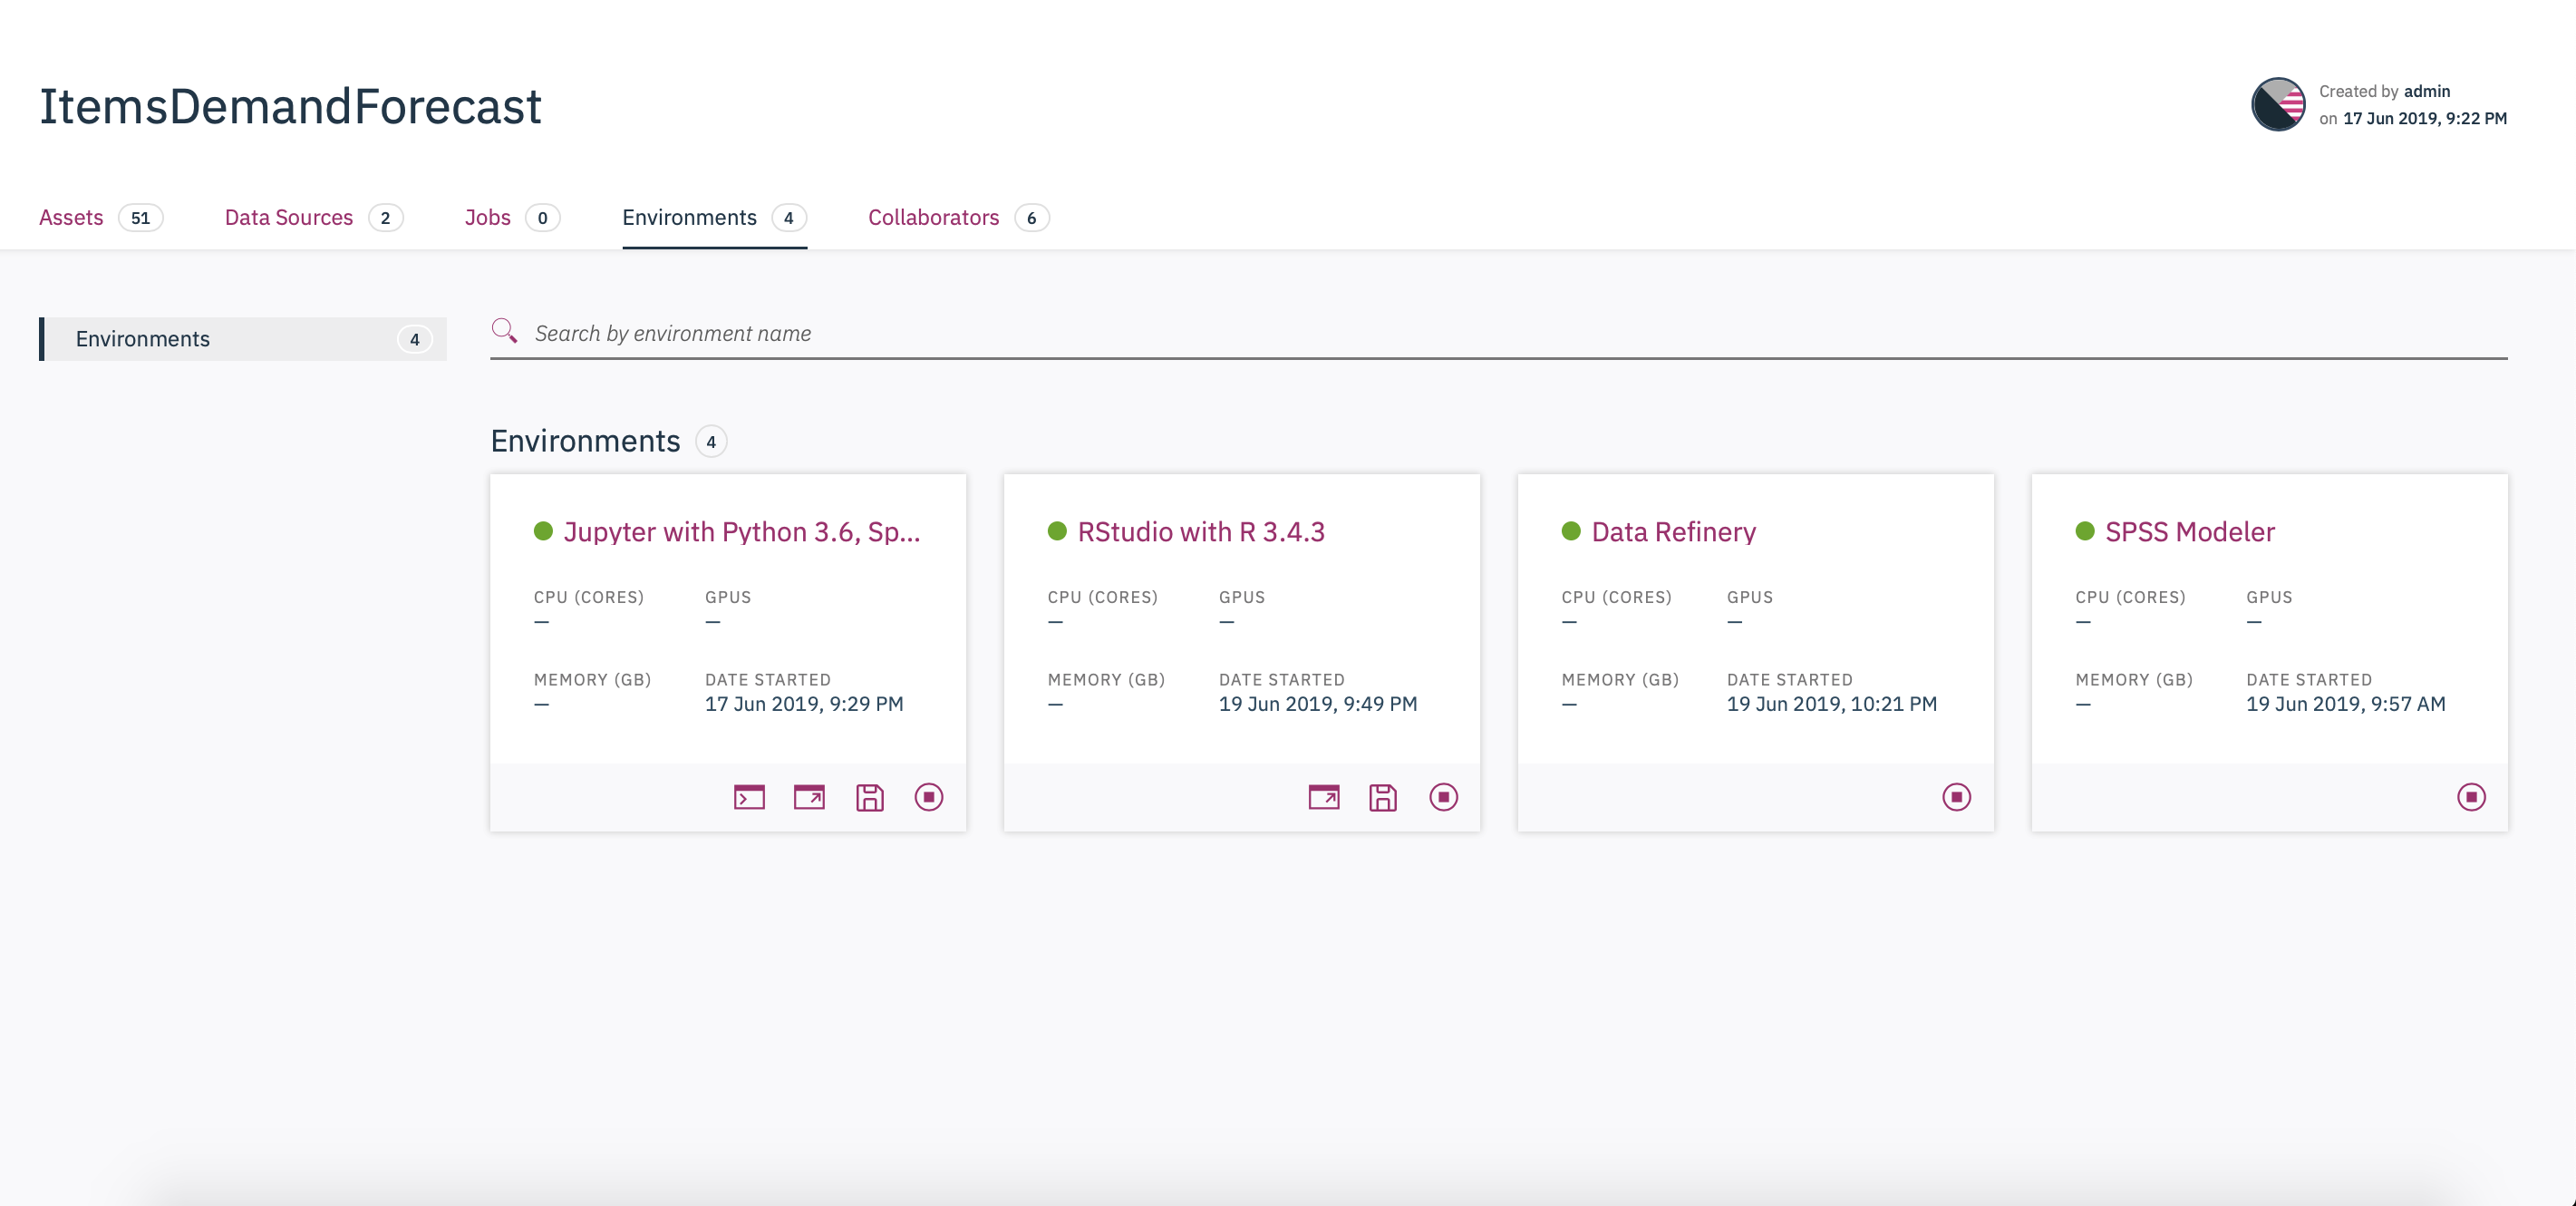 ItemsDemandForecast
Created by admin
on 17 Jun 2019, 9:22 PM
Assets 51 Data Sources 2 Jobs 0 Environments 4 Collaborators 6
Environments 4
Search by environment name
Environments 4
Jupyter with Python 3.6, Sp...
CPU (CORES) GPUS
– –
MEMORY (GB) DATE STARTED
– 17 Jun 2019, 9:29 PM
RStudio with R 3.4.3
CPU (CORES) GPUS
– –
MEMORY (GB) DATE STARTED
– 19 Jun 2019, 9:49 PM
Data Refinery
CPU (CORES) GPUS
– –
MEMORY (GB) DATE STARTED
– 19 Jun 2019, 10:21 PM
SPSS Modeler
CPU (CORES) GPUS
– –
MEMORY (GB) DATE STARTED
– 19 Jun 2019, 9:57 AM